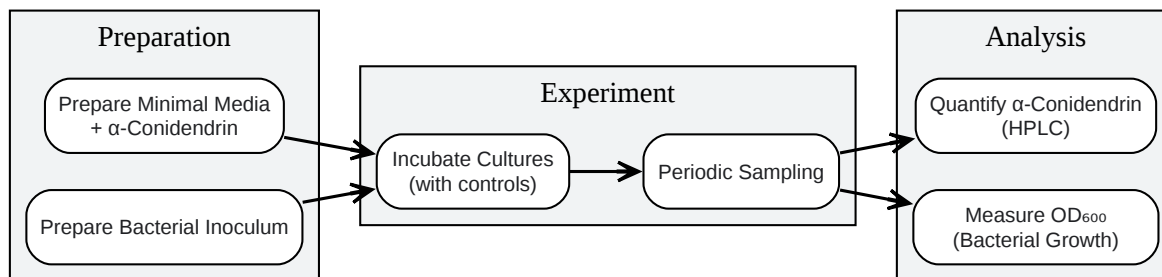 Preparation
Prepare Minimal Media
+ α-Conidendrin
Prepare Bacterial Inoculum
Experiment
Incubate Cultures
(with controls)
Periodic Sampling
Analysis
Quantify α-Conidendrin
(HPLC)
Measure OD₆₀₀
(Bacterial Growth)